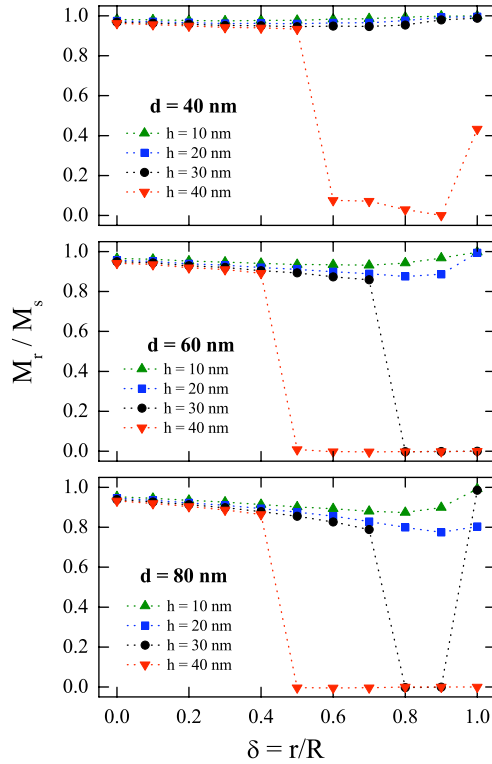 1.0
0.8
0.6
0.4
0.2
0.0
d = 40 nm
h = 10 nm
h = 20 nm
h = 30 nm
h = 40 nm
1.0
0.8
0.6
0.4
0.2
0.0
d = 60 nm
h = 10 nm
h = 20 nm
h = 30 nm
h = 40 nm
M_r / M_s
1.0
0.8
0.6
0.4
0.2
0.0
d = 80 nm
h = 10 nm
h = 20 nm
h = 30 nm
h = 40 nm
0.0 0.2 0.4 0.6 0.8 1.0
δ = r/R